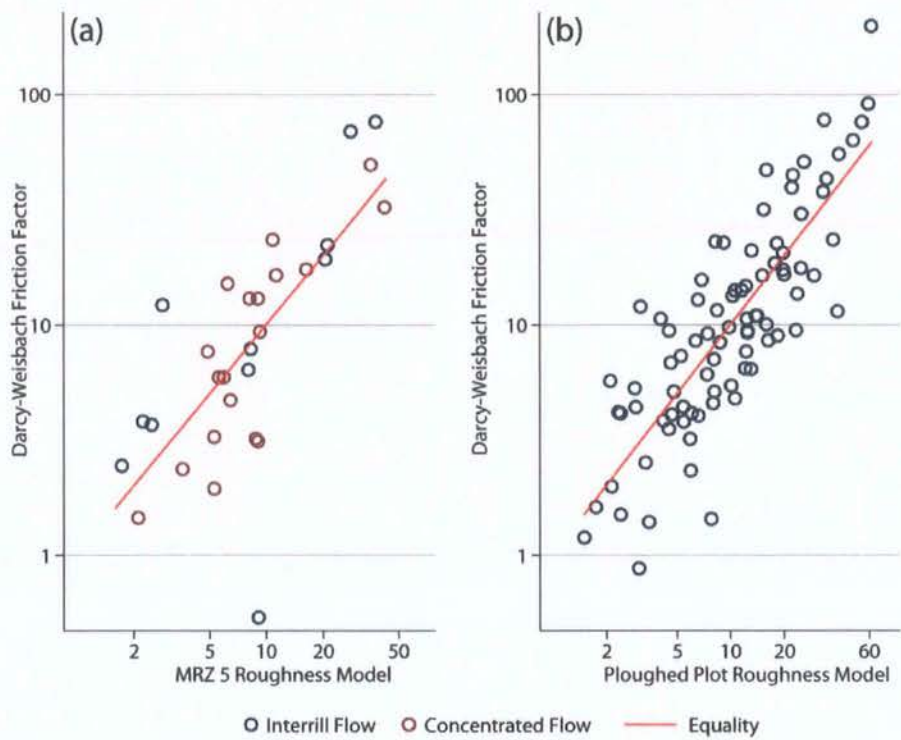 (a)
(b)
Darcy-Weisbach Friction Factor
100
10
1
2 5 10 20 50
MRZ 5 Roughness Model
Darcy-Weisbach Friction Factor
100
10
1
2 5 10 20 60
Ploughed Plot Roughness Model
Interrill Flow Concentrated Flow Equality